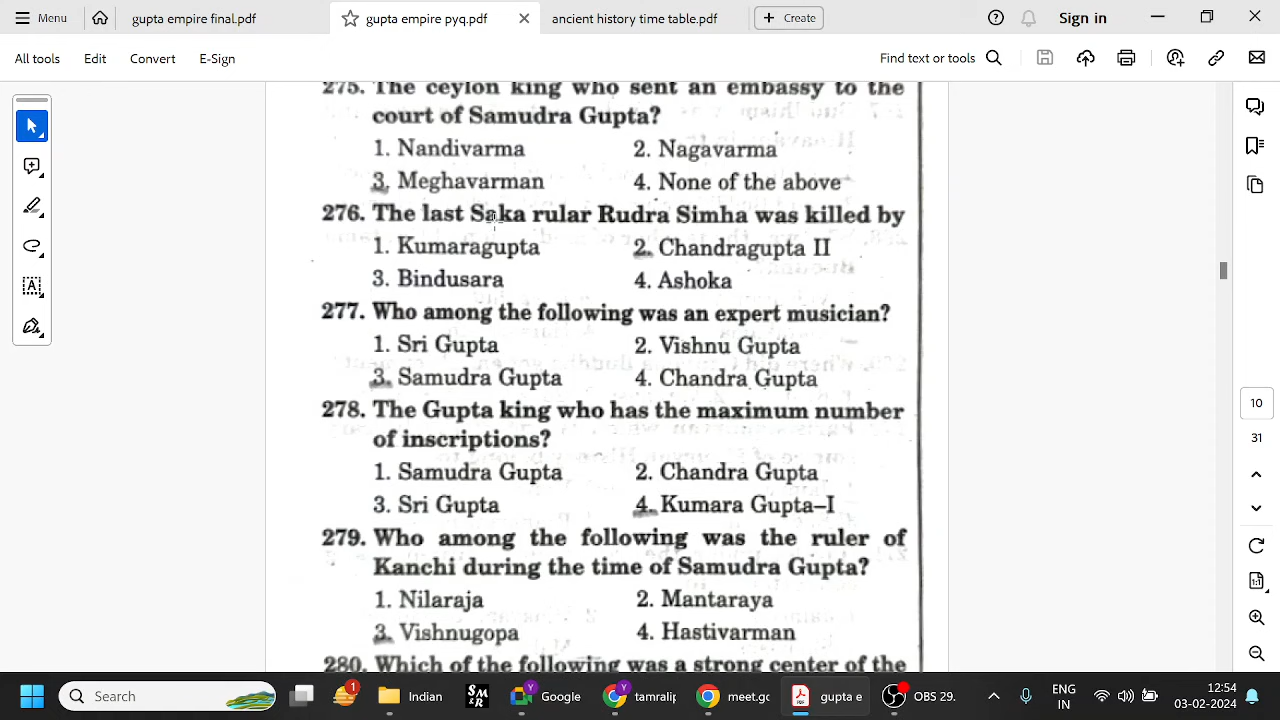 Menu
gupta empire final.pdf
gupta empire pyq.pdf
ancient history time table.pdf
Create
Sign in
All tools
Edit
Convert
E-Sign
Find text or tools
275. The ceylon king who sent an embassy to the
court of Samudra Gupta?
1. Nandivarma 2. Nagavarma
3. Meghavarman 4. None of the above
276. The last Saka rular Rudra Simha was killed by
1. Kumaragupta 2. Chandragupta II
3. Bindusara 4. Ashoka
277. Who among the following was an expert musician?
1. Sri Gupta 2. Vishnu Gupta
3. Samudra Gupta 4. Chandra Gupta
278. The Gupta king who has the maximum number
of inscriptions?
1. Samudra Gupta 2. Chandra Gupta
3. Sri Gupta 4. Kumara Gupta–I
279. Who among the following was the ruler of
Kanchi during the time of Samudra Gupta?
1. Nilaraja 2. Mantaraya
3. Vishnugopa 4. Hastivarman
280. Which of the following was a strong center of the
10
31
Search
1
Indian
SM
&R
Y
Google
Y
tamralip
meet.go
gupta e
OBS 29
ENG
IN
12:54